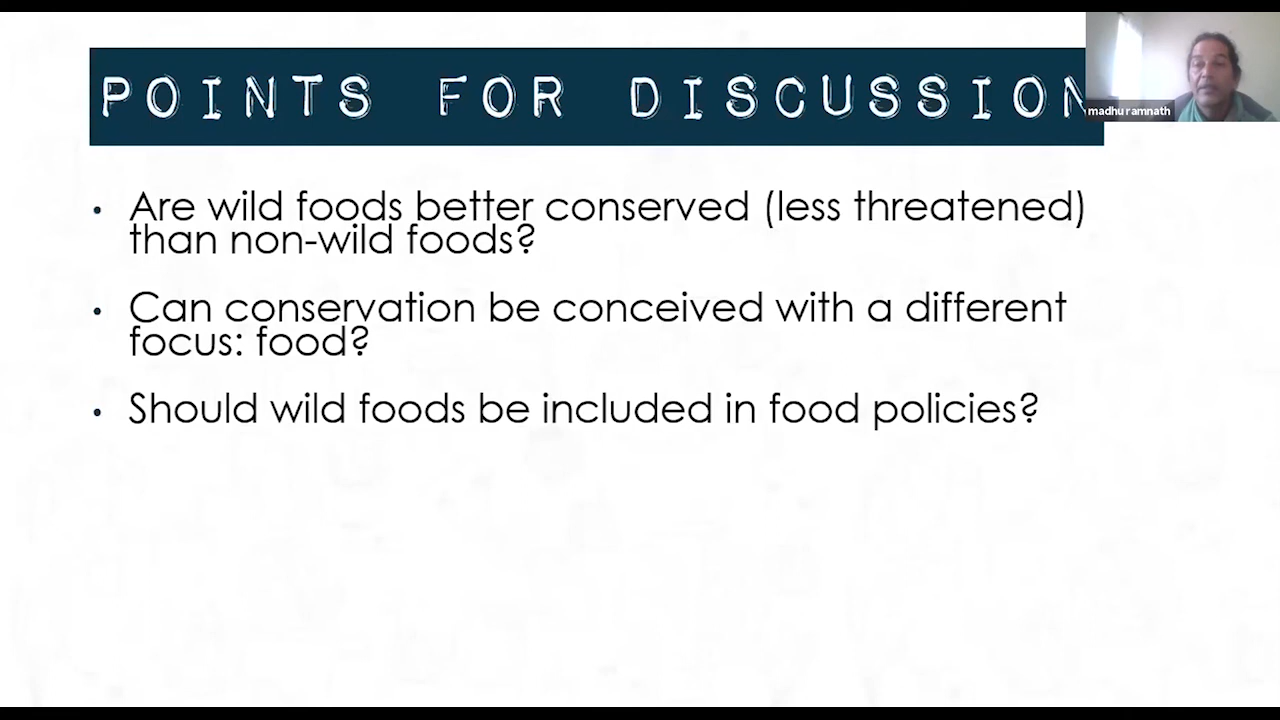 POINTS FOR DISCUSSION
madhu ramnath
• Are wild foods better conserved (less threatened)
than non-wild foods?
• Can conservation be conceived with a different
focus: food?
• Should wild foods be included in food policies?